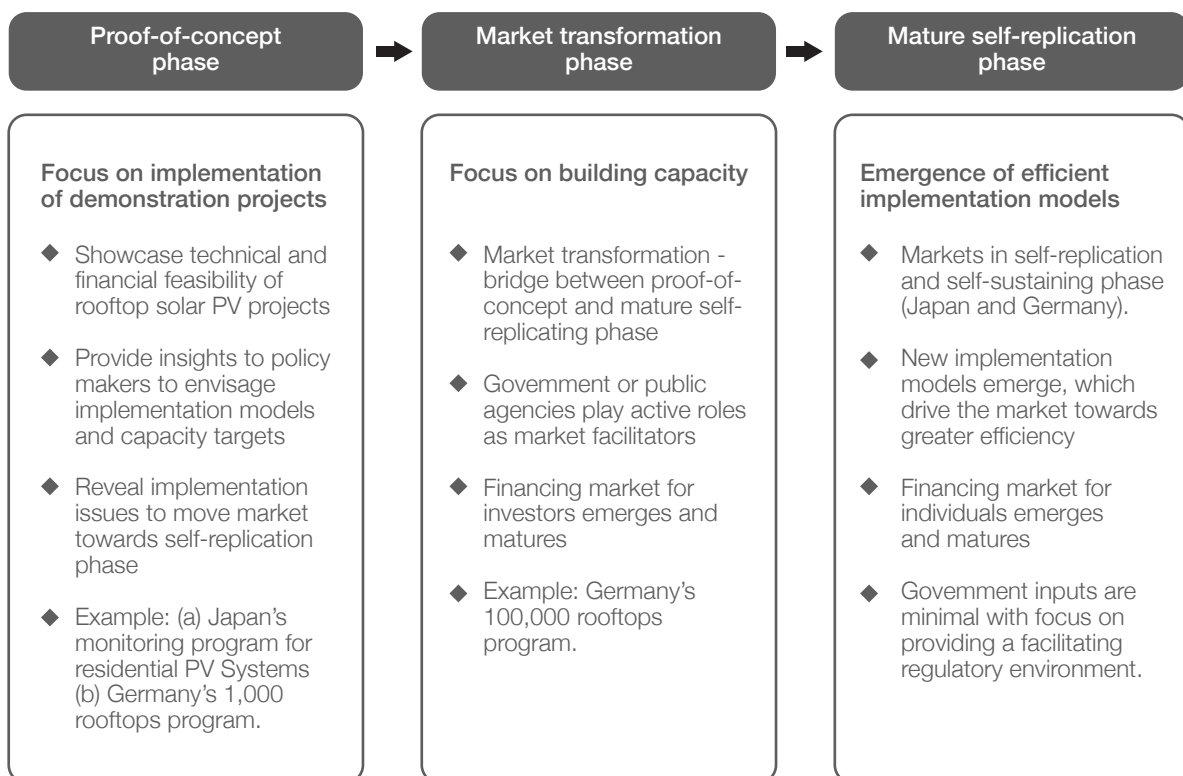 Proof-of-concept
phase
Market transformation
phase
Mature self-replication
phase
Focus on implementation
of demonstration projects
◆ Showcase technical and
financial feasibility of
rooftop solar PV projects
◆ Provide insights to policy
makers to envisage
implementation models
and capacity targets
◆ Reveal implementation
issues to move market
towards self-replication
phase
◆ Example: (a) Japan's
monitoring program for
residential PV Systems
(b) Germany's 1,000
rooftops program.
Focus on building capacity
◆ Market transformation -
bridge between proof-of-
concept and mature self-
replicating phase
◆ Government or public
agencies play active roles
as market facilitators
◆ Financing market for
investors emerges and
matures
◆ Example: Germany's
100,000 rooftops
program.
Emergence of efficient
implementation models
◆ Markets in self-replication
and self-sustaining phase
(Japan and Germany).
◆ New implementation
models emerge, which
drive the market towards
greater efficiency
◆ Financing market for
individuals emerges
and matures
◆ Government inputs are
minimal with focus on
providing a facilitating
regulatory environment.